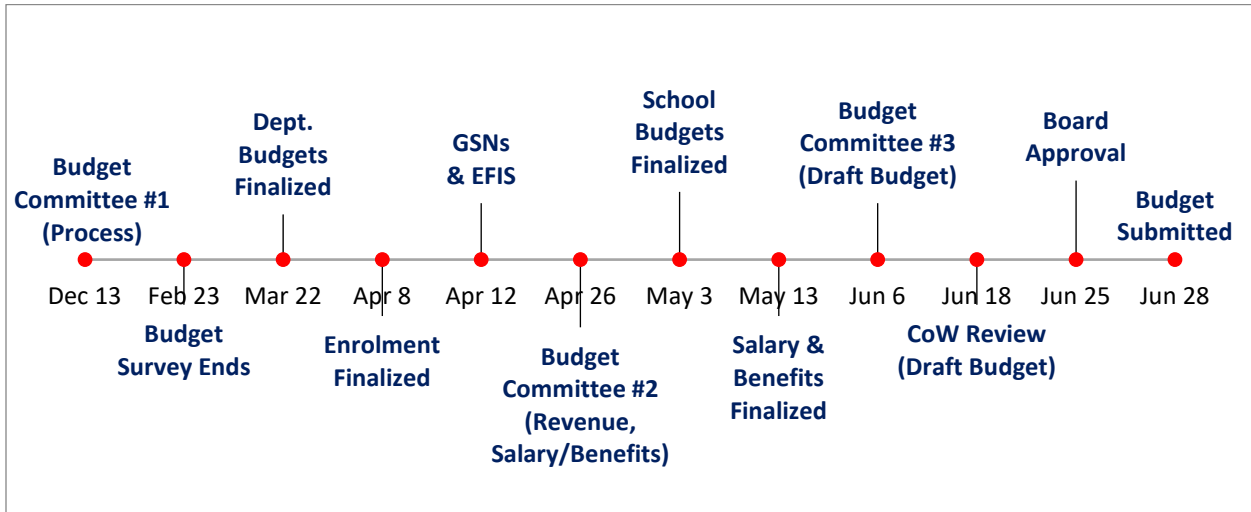 Budget
Committee #1
(Process)
Dept.
Budgets
Finalized
GSNs
& EFIS
School
Budgets
Finalized
Budget
Committee #3
(Draft Budget)
Board
Approval
Budget
Submitted
Dec 13 Feb 23 Mar 22 Apr 8 Apr 12 Apr 26 May 3 May 13 Jun 6 Jun 18 Jun 25 Jun 28
Budget
Survey Ends
Enrolment
Finalized
Budget
Committee #2
(Revenue,
Salary/Benefits)
Salary &
Benefits
Finalized
CoW Review
(Draft Budget)